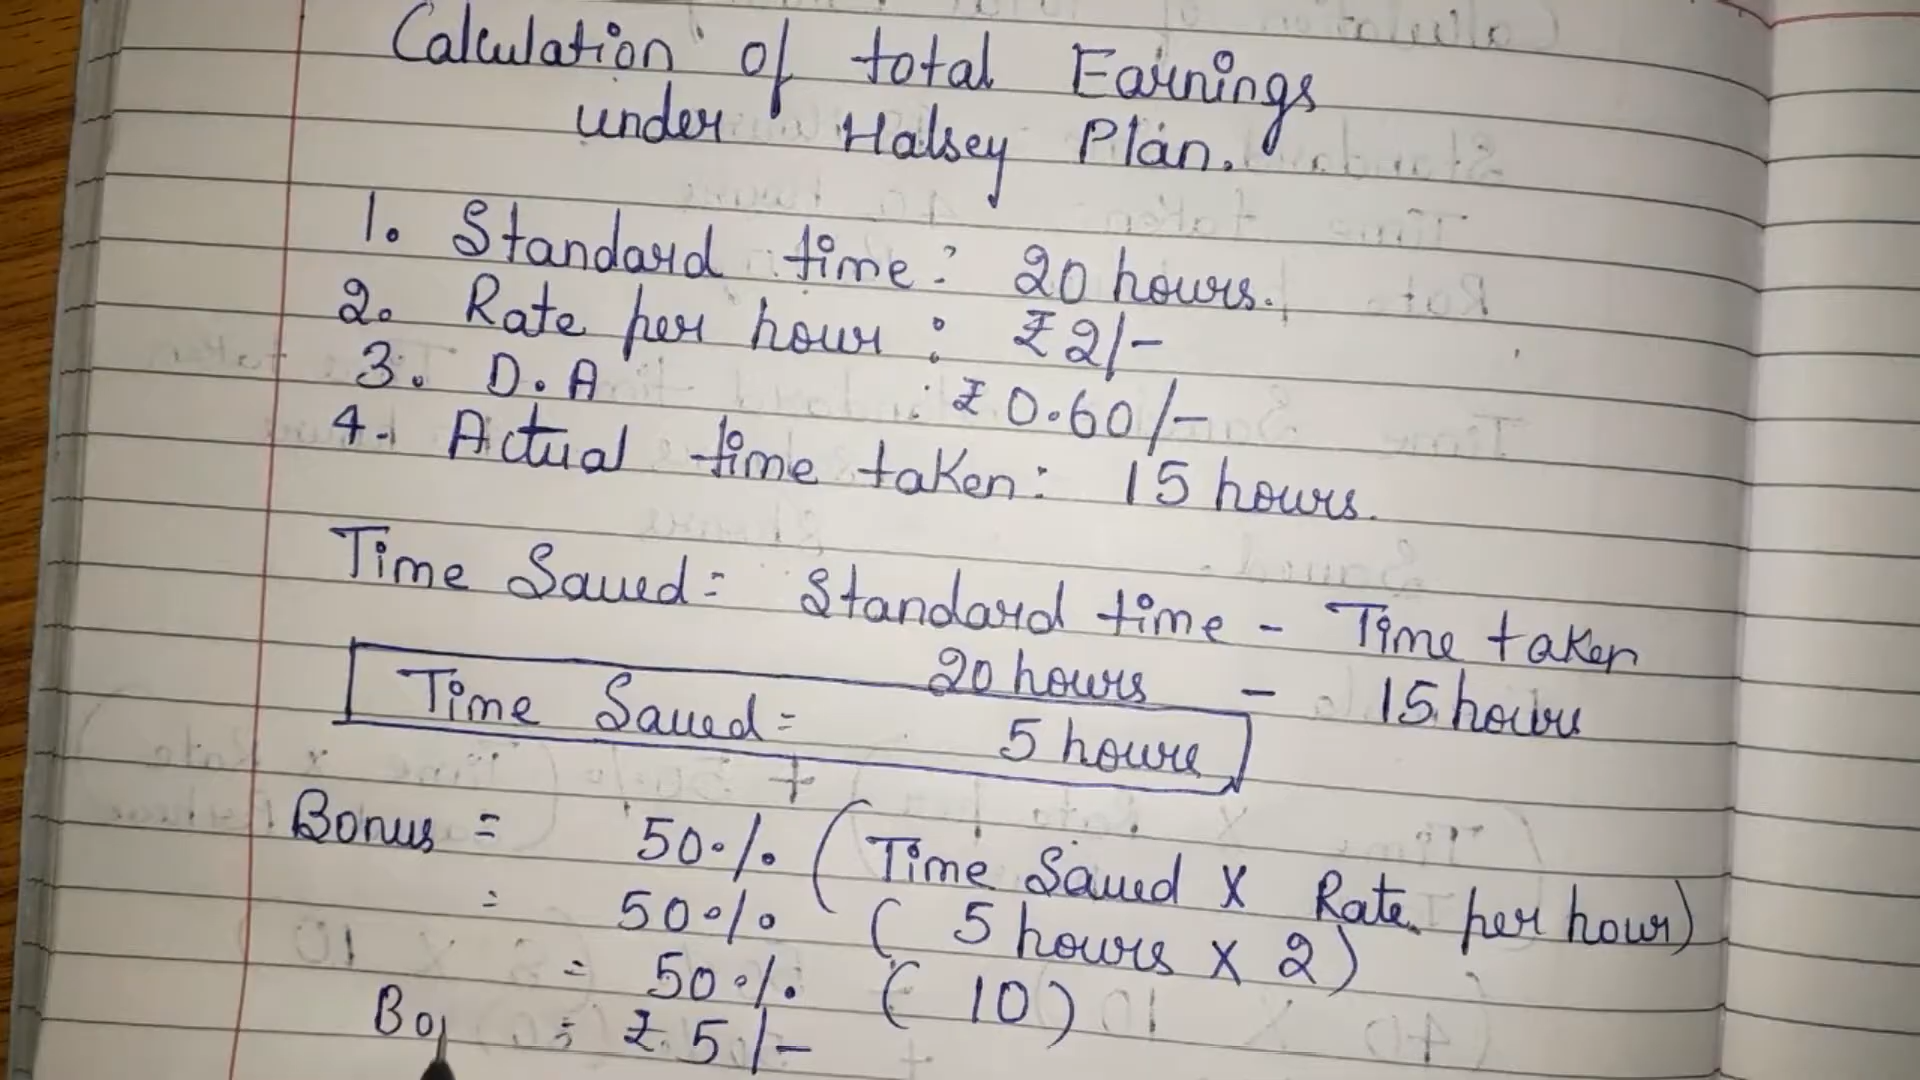 Calculation of total Earnings
under Halsey Plan.
1. Standard time: 20 hours.
2. Rate per hour : ₹2/-
3. D.A : ₹0.60/-
4. Actual time taken: 15 hours.
Time Saved = Standard time - Time taken
20 hours - 15 hours
Time Saved = 5 hours
Bonus = 50% (Time Saved X Rate per hour)
= 50% (5 hours X 2)
= 50% (10)
Bo = ₹5/-